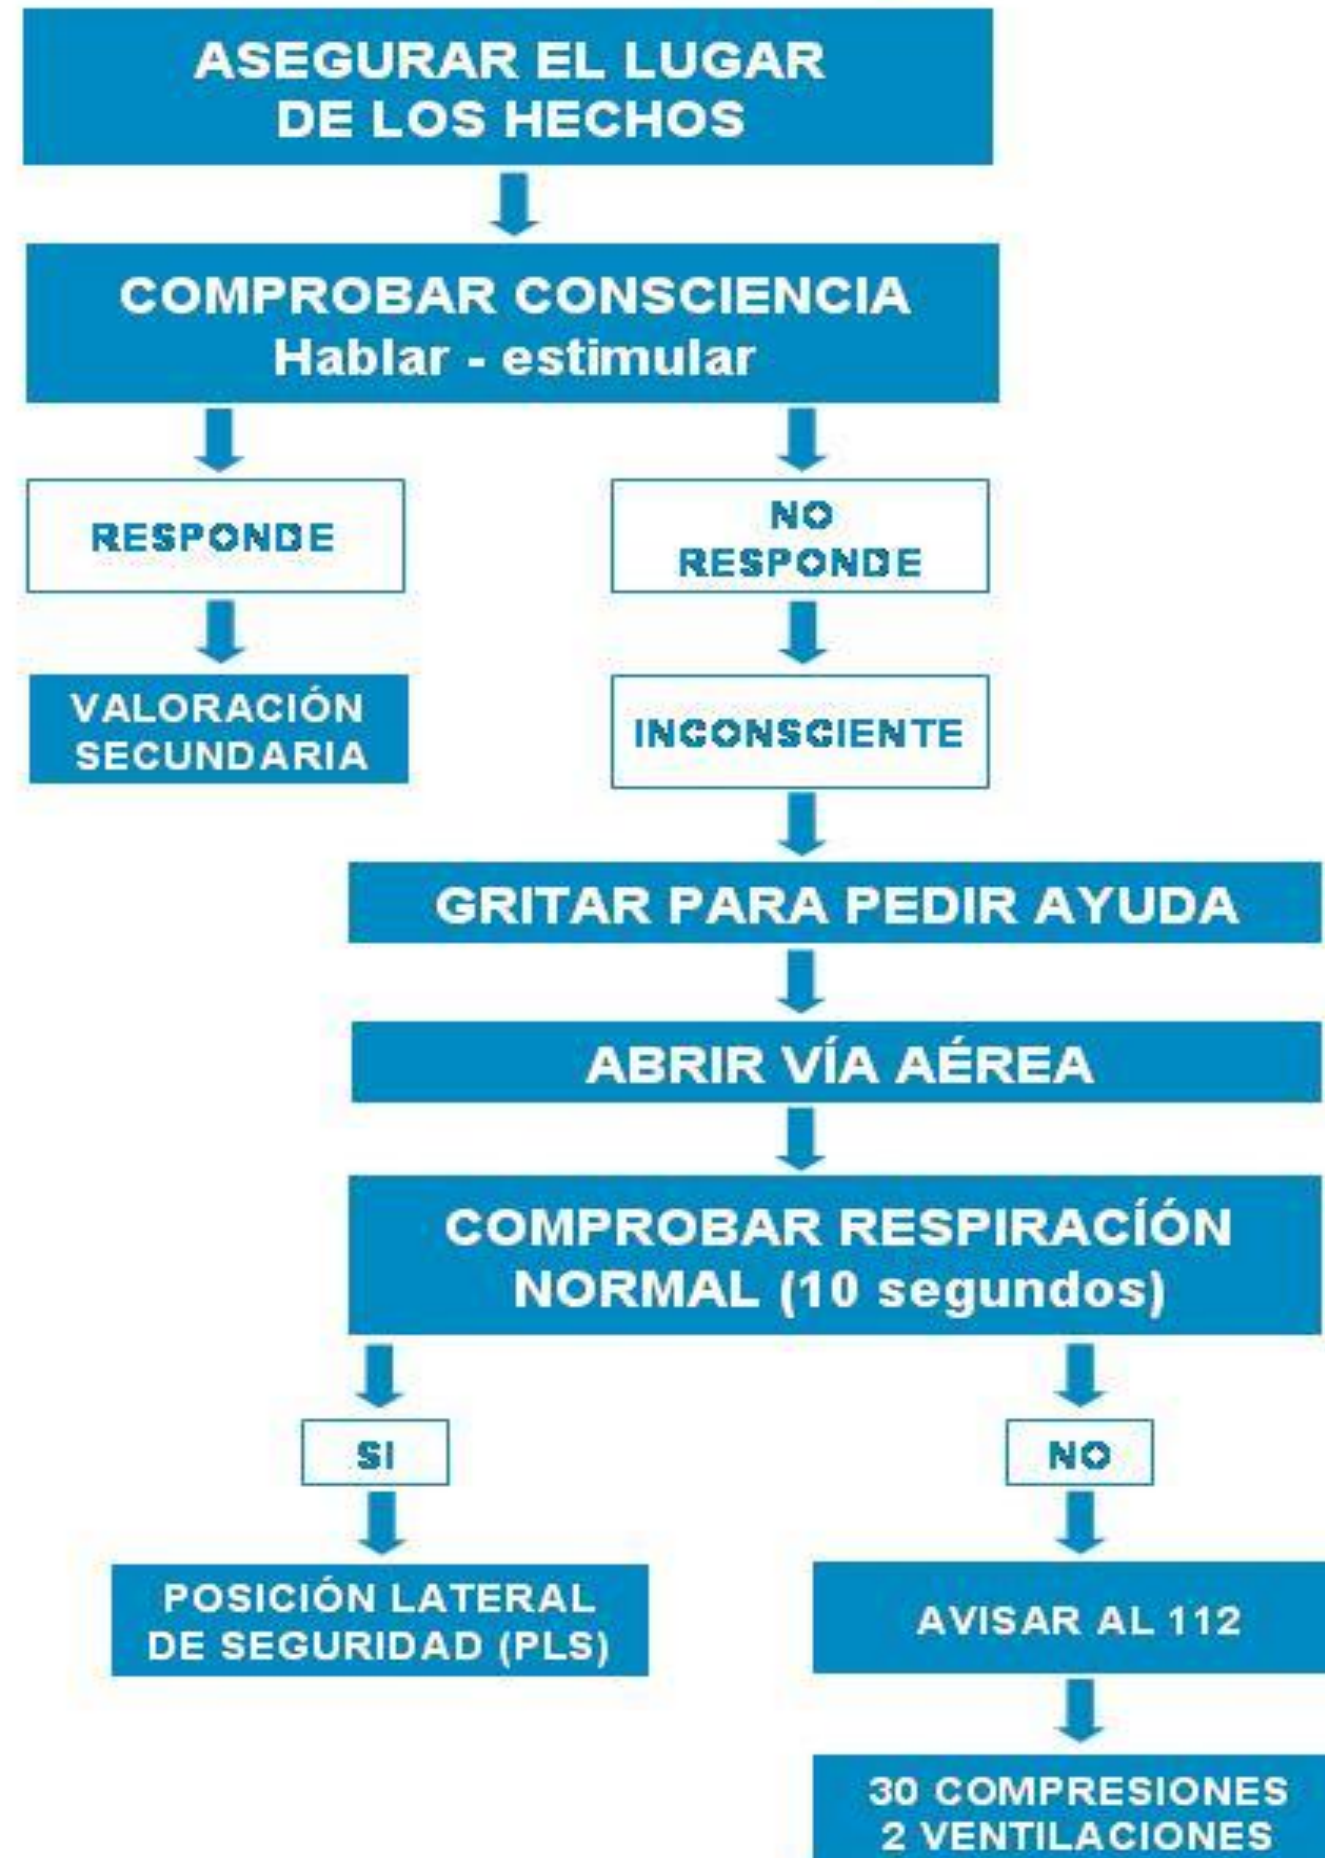 ASEGURAR EL LUGAR
DE LOS HECHOS
COMPROBAR CONSCIENCIA
Hablar - estimular
RESPONDE
NO
RESPONDE
VALORACIÓN
SECUNDARIA
INCONSCIENTE
GRITAR PARA PEDIR AYUDA
ABRIR VÍA AÉREA
COMPROBAR RESPIRACÍÓN
NORMAL (10 segundos)
SI
NO
POSICIÓN LATERAL
DE SEGURIDAD (PLS)
AVISAR AL 112
30 COMPRESIONES
2 VENTILACIONES